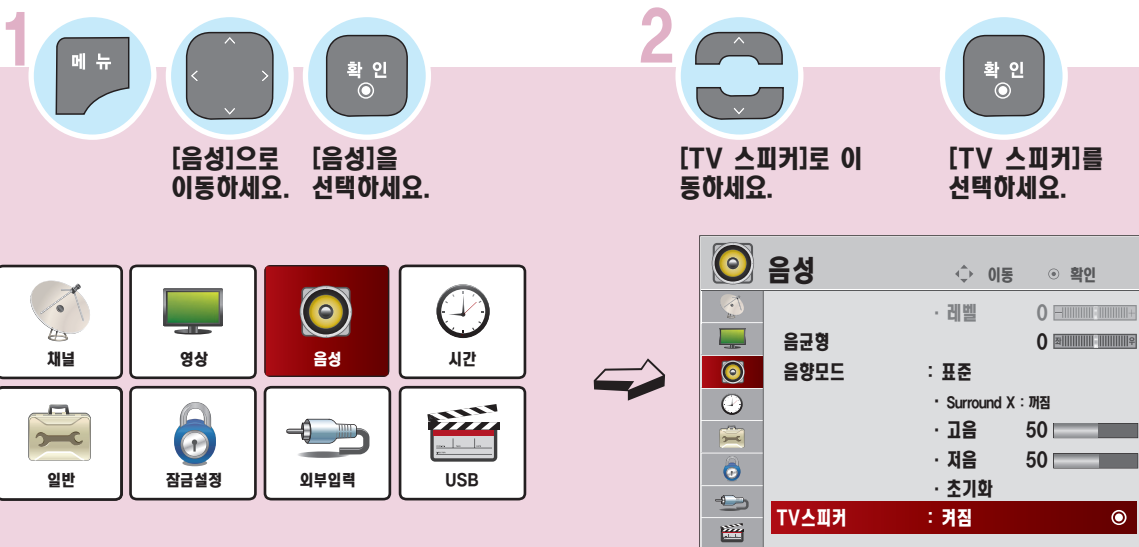 1
메 뉴
확 인
[음성]으로
이동하세요.
[음성]을
선택하세요.
채널
영상
음성
시간
일반
잠금설정
외부입력
USB
2
확 인
[TV 스피커]로 이
동하세요.
[TV 스피커]를
선택하세요.
음성
이동
확인
· 레벨 0 - +
음균형 0 좌 우
음향모드 : 표준
· Surround X : 꺼짐
· 고음 50
· 저음 50
· 초기화
TV스피커 : 켜짐